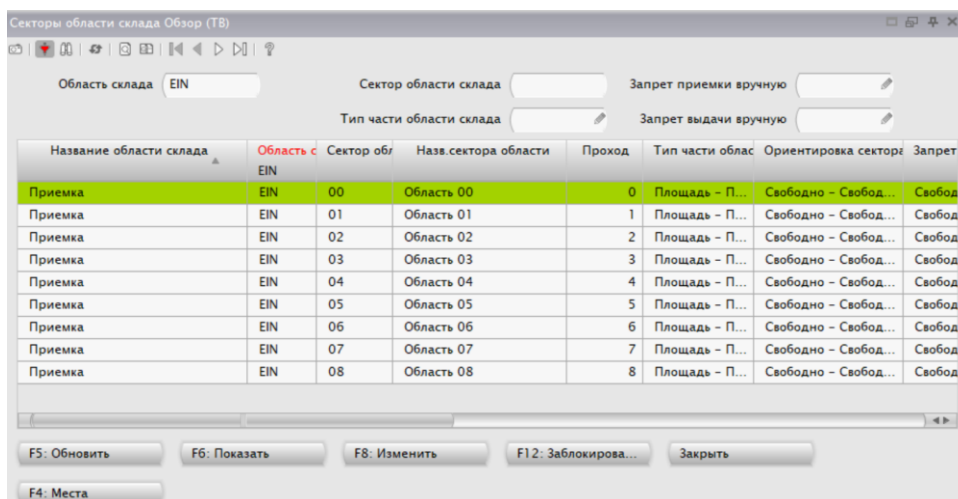 Секторы области склада Обзор (ТВ)
Область склада EIN Сектор области склада Запрет приемки вручную
Тип части области склада Запрет выдачи вручную
Название области склада Область с Сектор обл Назв.сектора области Проход Тип части облас Ориентировка сектора Запрет
EIN
Приемка EIN 00 Область 00 0 Площадь – П... Свободно – Свобод... Свобод
Приемка EIN 01 Область 01 1 Площадь – П... Свободно – Свобод... Свобод
Приемка EIN 02 Область 02 2 Площадь – П... Свободно – Свобод... Свобод
Приемка EIN 03 Область 03 3 Площадь – П... Свободно – Свобод... Свобод
Приемка EIN 04 Область 04 4 Площадь – П... Свободно – Свобод... Свобод
Приемка EIN 05 Область 05 5 Площадь – П... Свободно – Свобод... Свобод
Приемка EIN 06 Область 06 6 Площадь – П... Свободно – Свобод... Свобод
Приемка EIN 07 Область 07 7 Площадь – П... Свободно – Свобод... Свобод
Приемка EIN 08 Область 08 8 Площадь – П... Свободно – Свобод... Свобод
F5: Обновить F6: Показать F8: Изменить F12: Заблокирова... Закрыть
F4: Места